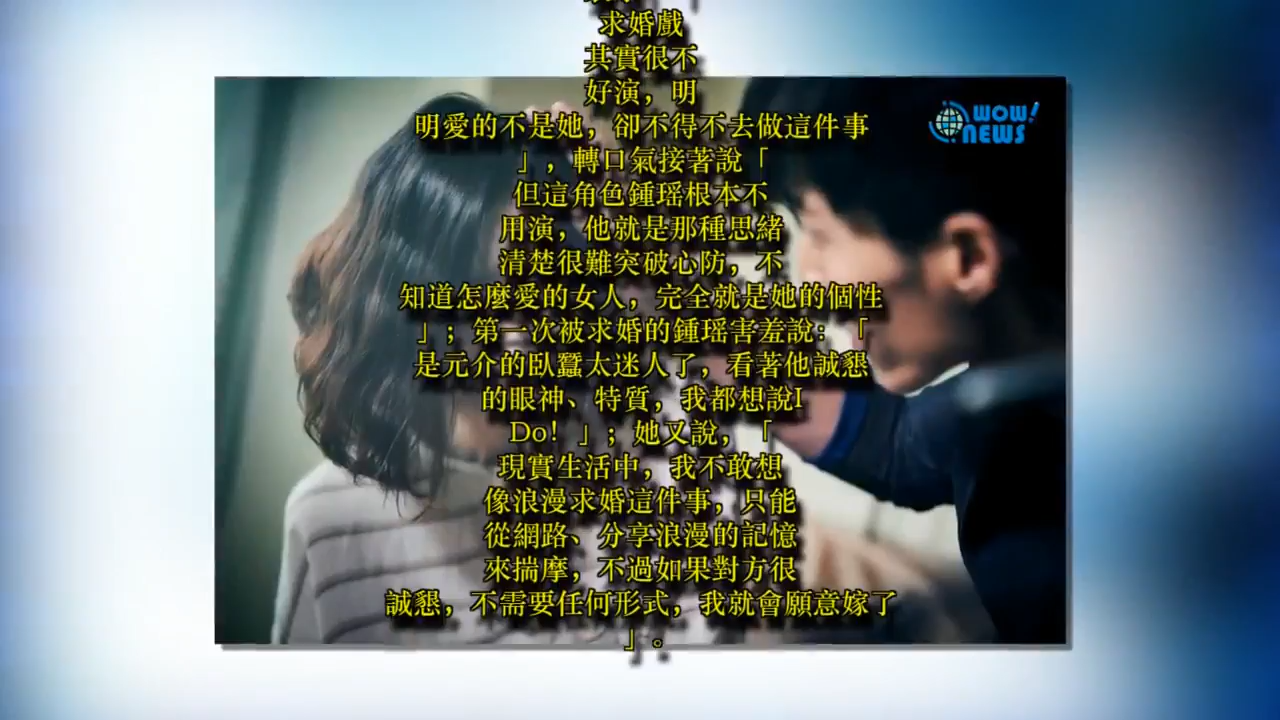 求婚戲
其實很不
好演，明
明愛的不是她，卻不得不去做這件事
」，轉口氣接著說「
但這角色鍾瑶根本不
用演，他就是那種思緒
清楚很難突破心防，不
知道怎麼愛的女人，完全就是她的個性
」；第一次被求婚的鍾瑶害羞說：「
是元介的臥蠶太迷人了，看著他誠懇
的眼神、特質，我都想說I
Do！」；她又說，「
現實生活中，我不敢想
像浪漫求婚這件事，只能
從網路、分享浪漫的記憶
來揣摩，不過如果對方很
誠懇，不需要任何形式，我就會願意嫁了
」。
WOW!
NEWS